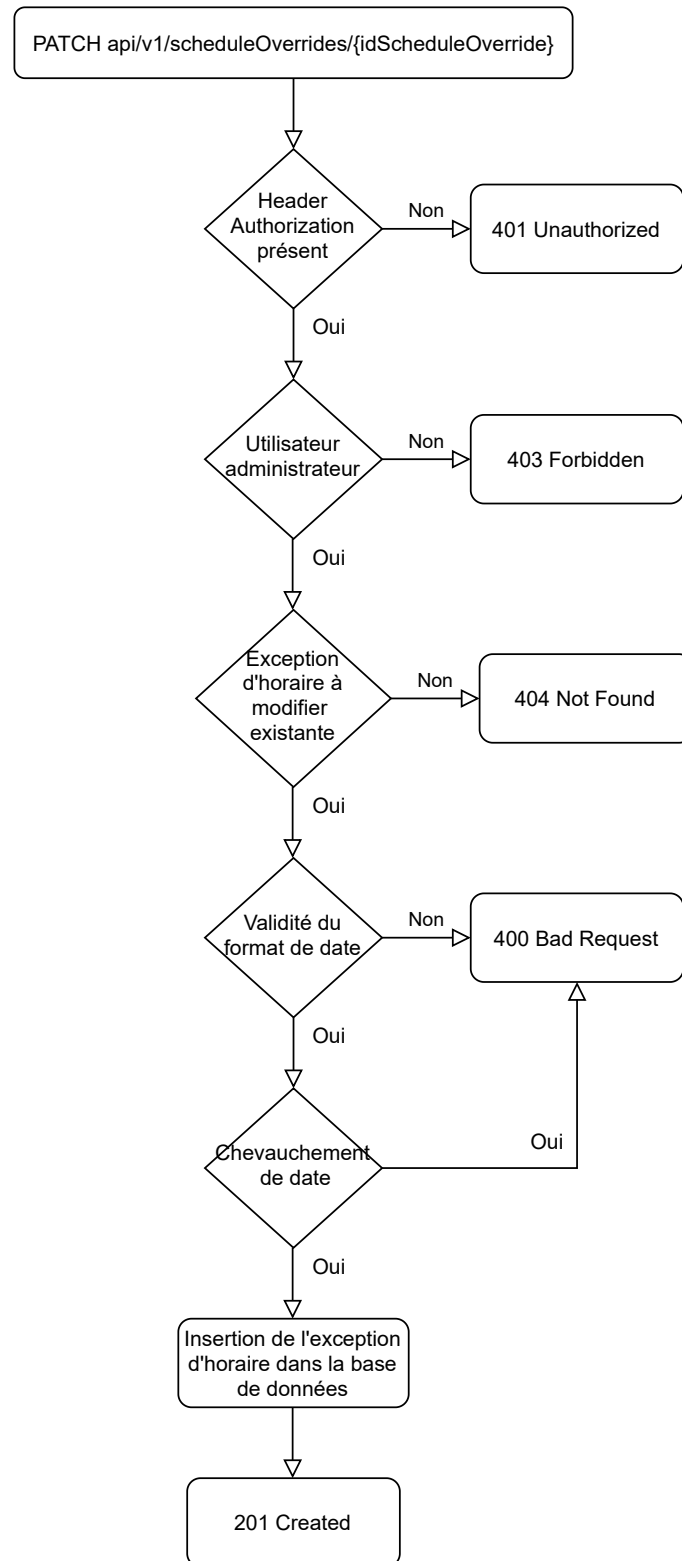 PATCH api/v1/scheduleOverrides/{idScheduleOverride}
Header
Authorization
présent
Non
401 Unauthorized
Oui
Utilisateur
administrateur
Non
403 Forbidden
Oui
Exception
d'horaire à
modifier
existante
Non
404 Not Found
Oui
Validité du
format de date
Non
400 Bad Request
Oui
Chevauchement
de date
Oui
Oui
Insertion de l'exception
d'horaire dans la base
de données
201 Created